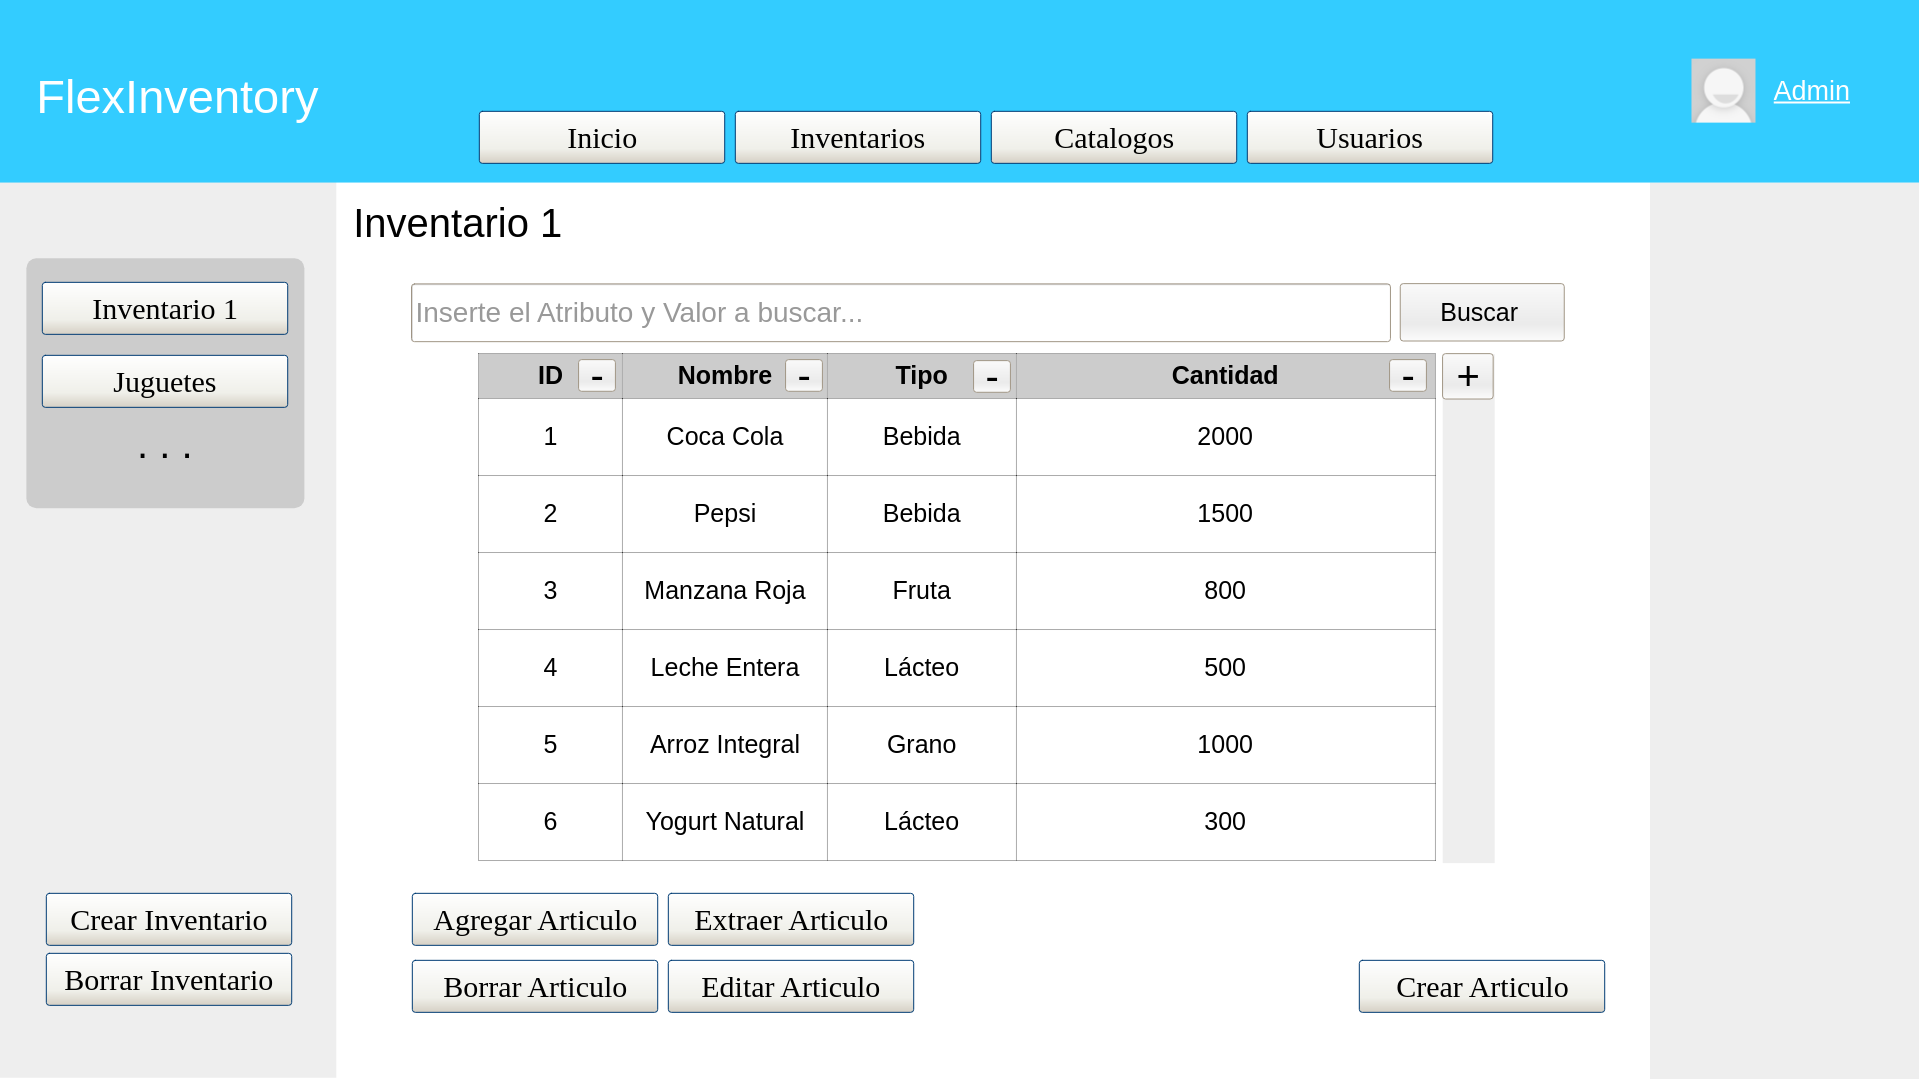 FlexInventory
Admin
Inicio Inventarios Catalogos Usuarios
Inventario 1
Inventario 1
Juguetes
. . .
Crear Inventario
Borrar Inventario
Inserte el Atributo y Valor a buscar... Buscar
ID - Nombre - Tipo - Cantidad - +
1 Coca Cola Bebida 2000
2 Pepsi Bebida 1500
3 Manzana Roja Fruta 800
4 Leche Entera Lácteo 500
5 Arroz Integral Grano 1000
6 Yogurt Natural Lácteo 300
Agregar Articulo Extraer Articulo
Borrar Articulo Editar Articulo Crear Articulo